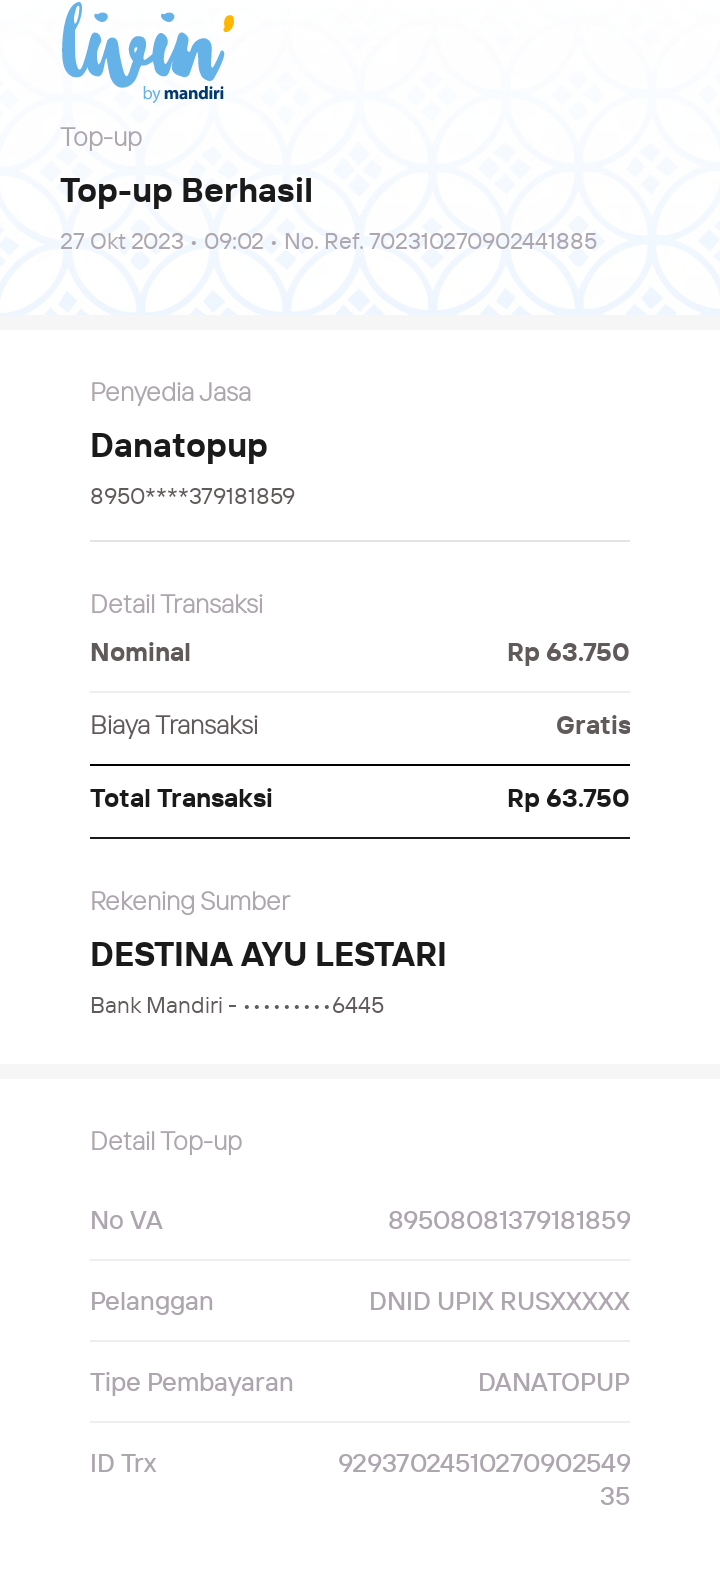 livin'
by mandiri
Top-up
Top-up Berhasil
27 Okt 2023 • 09:02 • No. Ref. 702310270902441885
Penyedia Jasa
Danatopup
8950****379181859
Detail Transaksi
Nominal Rp 63.750
Biaya Transaksi Gratis
Total Transaksi Rp 63.750
Rekening Sumber
DESTINA AYU LESTARI
Bank Mandiri - •••••••••6445
Detail Top-up
No VA 89508081379181859
Pelanggan DNID UPIX RUSXXXXX
Tipe Pembayaran DANATOPUP
ID Trx 92937024510270902549
35